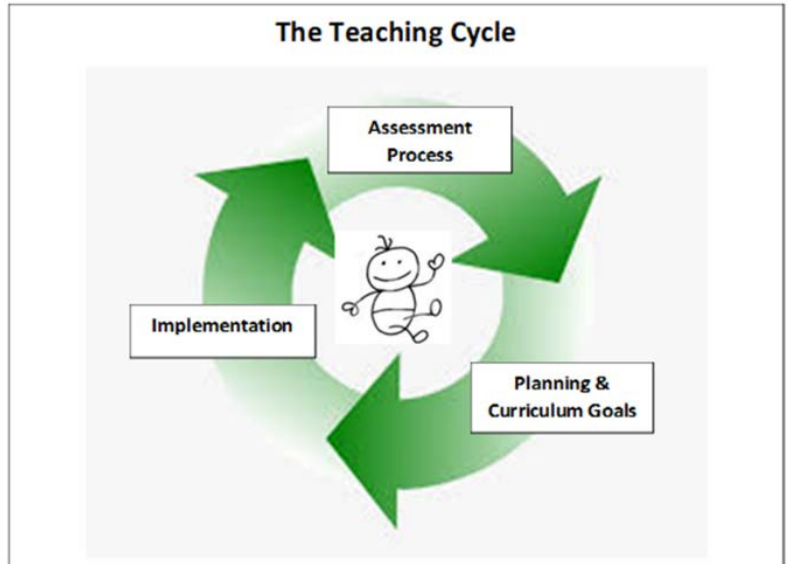 The Teaching Cycle
Assessment
Process
Implementation
Planning &
Curriculum Goals